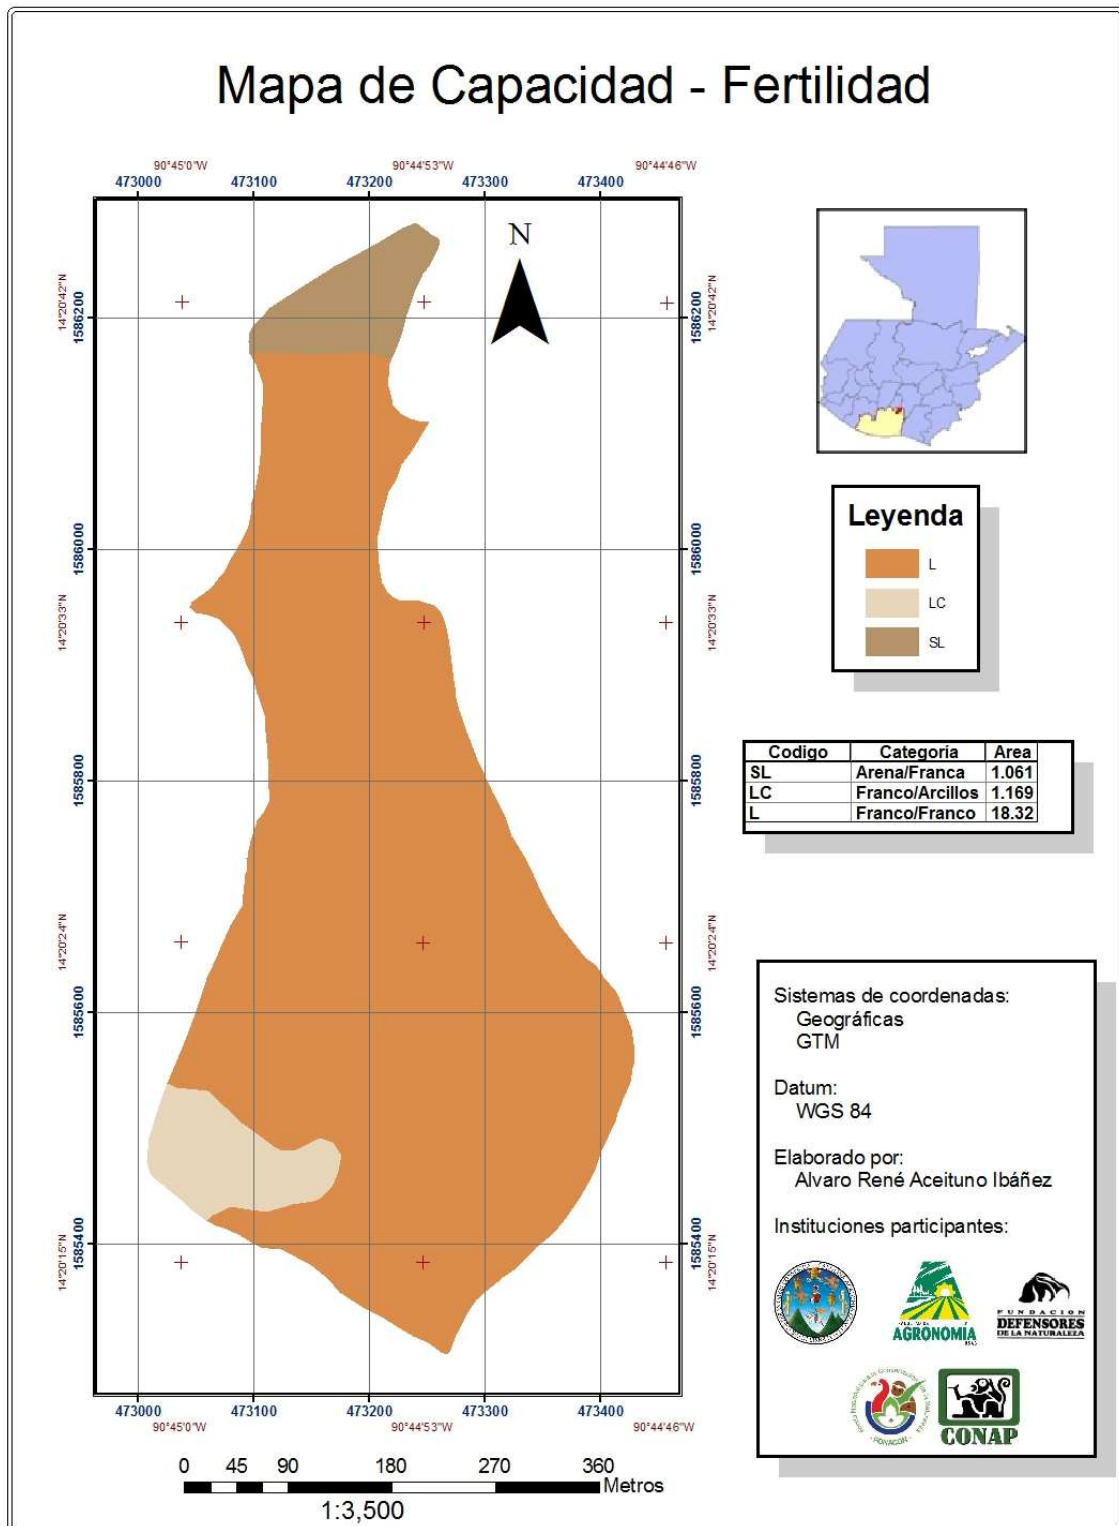 Mapa de Capacidad - Fertilidad
90°45'0"W 90°44'53"W 90°44'46"W
473000 473100 473200 473300 473400
N
14°20'42"N 1586200 1586200 14°20'42"N
1586000 1586000
14°20'33"N 14°20'33"N
1585800 1585800
14°20'24"N 14°20'24"N
1585600 1585600
1585400 1585400
14°20'15"N 14°20'15"N
473000 473100 473200 473300 473400
90°45'0"W 90°44'53"W 90°44'46"W
0 45 90 180 270 360
Metros
1:3,500
Leyenda
L
LC
SL
Codigo Categoría Area
SL Arena/Franca 1.061
LC Franco/Arcillos 1.169
L Franco/Franco 18.32
Sistemas de coordenadas:
Geográficas
GTM
Datum:
WGS 84
Elaborado por:
Alvaro René Aceituno Ibáñez
Instituciones participantes:
AGRONOMIA
FUNDACION
DEFENSORES
DE LA NATURALEZA
FONACON
CONAP